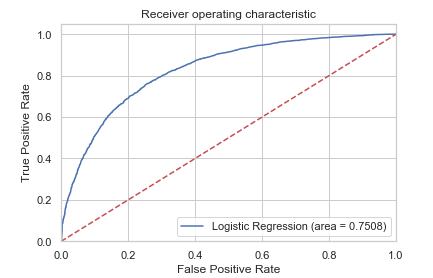 Receiver operating characteristic
True Positive Rate
1.0
0.8
0.6
0.4
0.2
0.0
Logistic Regression (area = 0.7508)
0.0 0.2 0.4 0.6 0.8 1.0
False Positive Rate